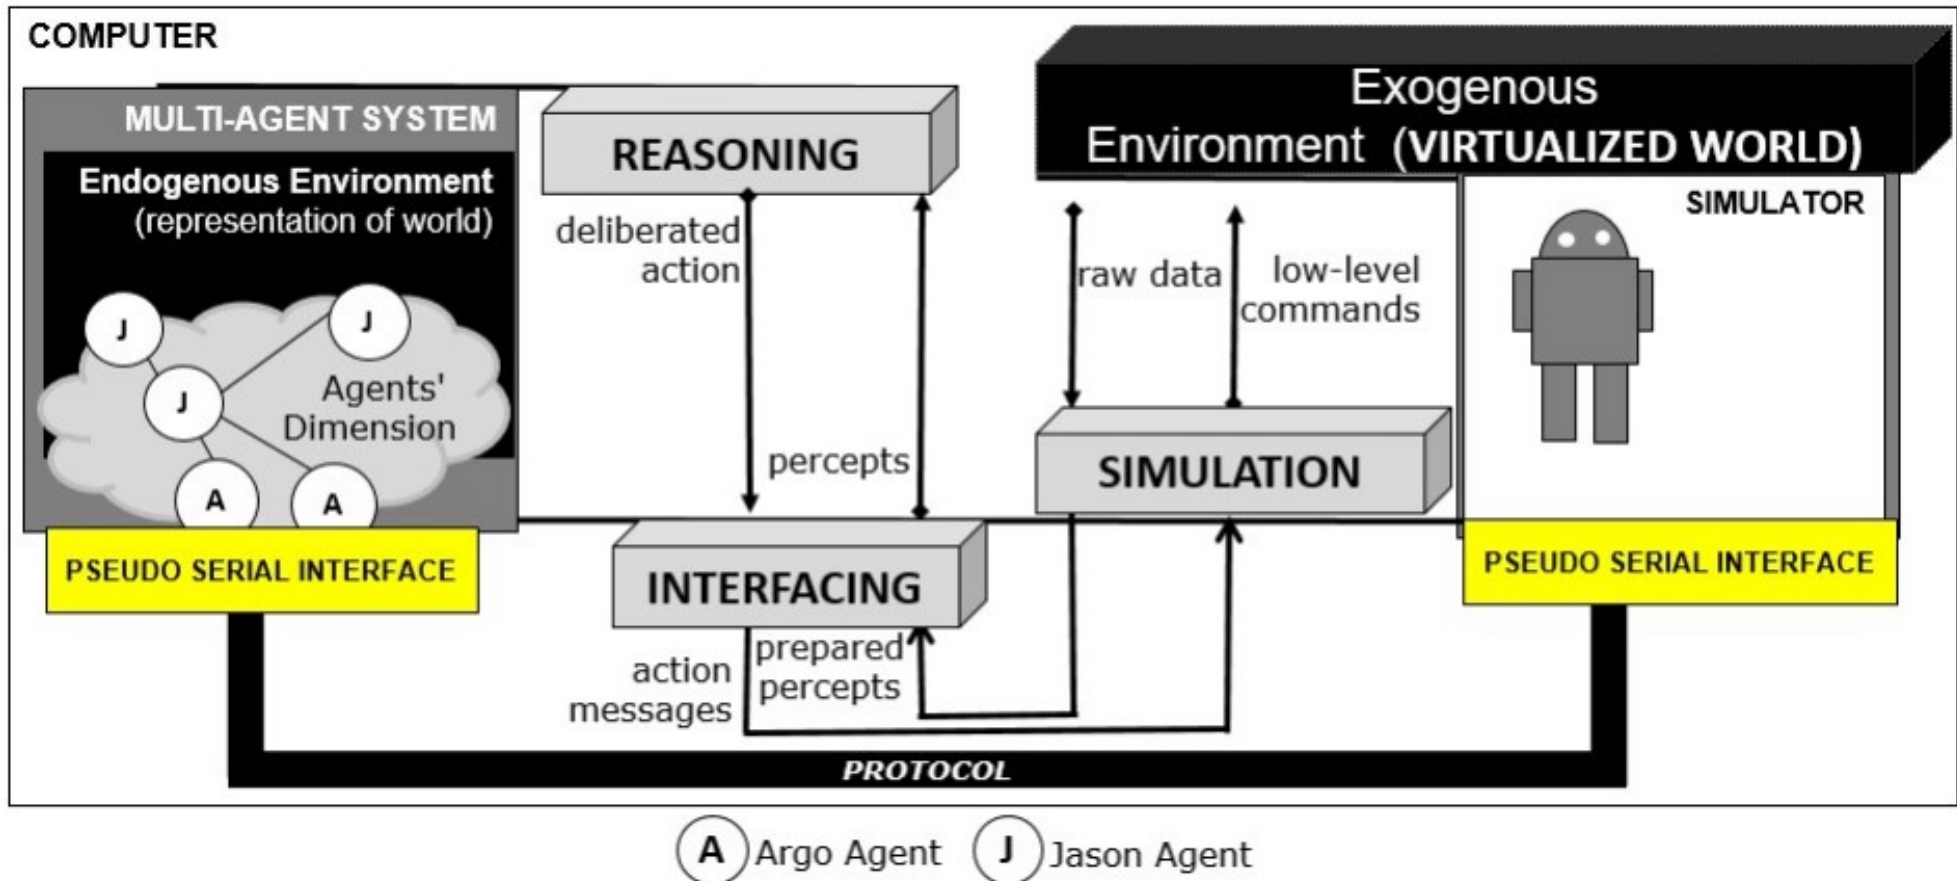 COMPUTER
MULTI-AGENT SYSTEM
Endogenous Environment
(representation of world)
J
J
J
Agents'
Dimension
A
A
PSEUDO SERIAL INTERFACE
REASONING
deliberated
action
percepts
INTERFACING
action
messages
prepared
percepts
Exogenous
Environment (VIRTUALIZED WORLD)
raw data
low-level
commands
SIMULATION
SIMULATOR
PSEUDO SERIAL INTERFACE
PROTOCOL
A Argo Agent J Jason Agent